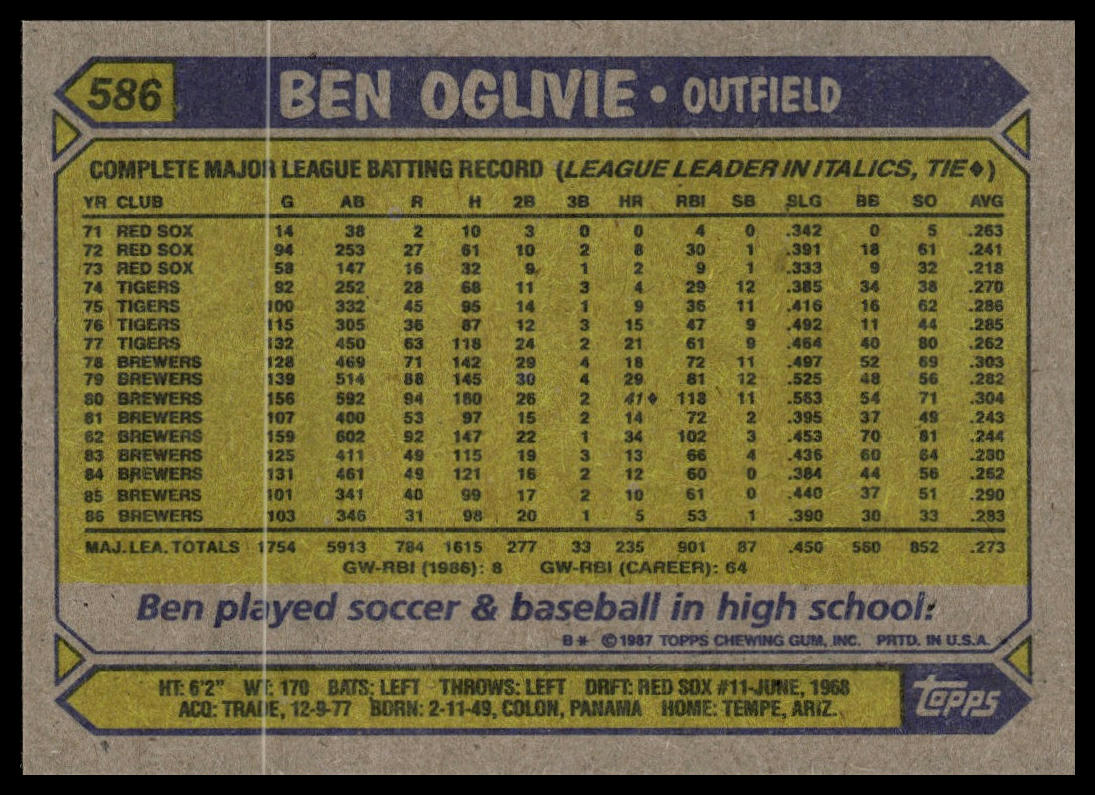 586 BEN OGLIVIE • OUTFIELD
COMPLETE MAJOR LEAGUE BATTING RECORD (LEAGUE LEADER IN ITALICS, TIE♦)
YR CLUB G AB R H 2B 3B HR RBI SB SLG BB SO AVG
71 RED SOX 14 38 2 10 3 0 0 4 0 .342 0 5 .263
72 RED SOX 94 253 27 61 10 2 8 30 1 .391 18 61 .241
73 RED SOX 58 147 16 32 9 1 2 9 1 .333 9 32 .218
74 TIGERS 92 252 28 68 11 3 4 29 12 .385 34 38 .270
75 TIGERS 100 332 45 95 14 1 9 36 11 .416 16 62 .286
76 TIGERS 115 305 36 87 12 3 15 47 9 .492 11 44 .285
77 TIGERS 132 450 63 118 24 2 21 61 9 .464 40 80 .262
78 BREWERS 128 469 71 142 29 4 18 72 11 .497 52 69 .303
79 BREWERS 139 514 88 145 30 4 29 81 12 .525 48 56 .282
80 BREWERS 156 592 94 180 26 2 41♦ 118 11 .563 54 71 .304
81 BREWERS 107 400 53 97 15 2 14 72 2 .395 37 49 .243
82 BREWERS 159 602 92 147 22 1 34 102 3 .453 70 81 .244
83 BREWERS 125 411 49 115 19 3 13 66 4 .436 60 64 .280
84 BREWERS 131 461 49 121 16 2 12 60 0 .384 44 56 .262
85 BREWERS 101 341 40 99 17 2 10 61 0 .440 37 51 .290
86 BREWERS 103 346 31 98 20 1 5 53 1 .390 30 33 .283
MAJ. LEA. TOTALS 1754 5913 784 1615 277 33 235 901 87 .450 560 852 .273
GW-RBI (1986): 8 GW-RBI (CAREER): 64
Ben played soccer & baseball in high school.
B* ©1987 TOPPS CHEWING GUM, INC. PRTD. IN U.S.A.
HT: 6'2" WT: 170 BATS: LEFT THROWS: LEFT DRFT: RED SOX #11-JUNE, 1968
ACQ: TRADE, 12-9-77 BORN: 2-11-49, COLON, PANAMA HOME: TEMPE, ARIZ.
Topps